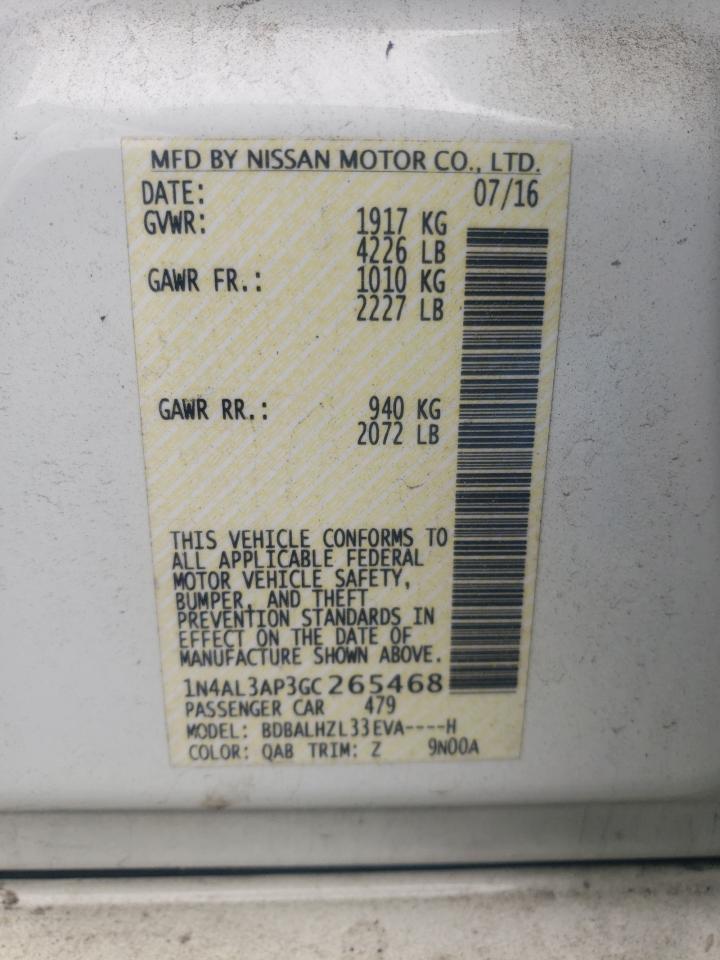 MFD BY NISSAN MOTOR CO., LTD.
DATE: 07/16
GVWR: 1917 KG
4226 LB
GAWR FR.: 1010 KG
2227 LB
GAWR RR.: 940 KG
2072 LB
THIS VEHICLE CONFORMS TO
ALL APPLICABLE FEDERAL
MOTOR VEHICLE SAFETY,
BUMPER, AND THEFT
PREVENTION STANDARDS IN
EFFECT ON THE DATE OF
MANUFACTURE SHOWN ABOVE.
1N4AL3AP3GC265468
PASSENGER CAR 479
MODEL: BDBALHZL33EVA----H
COLOR: QAB TRIM: Z 9N00A